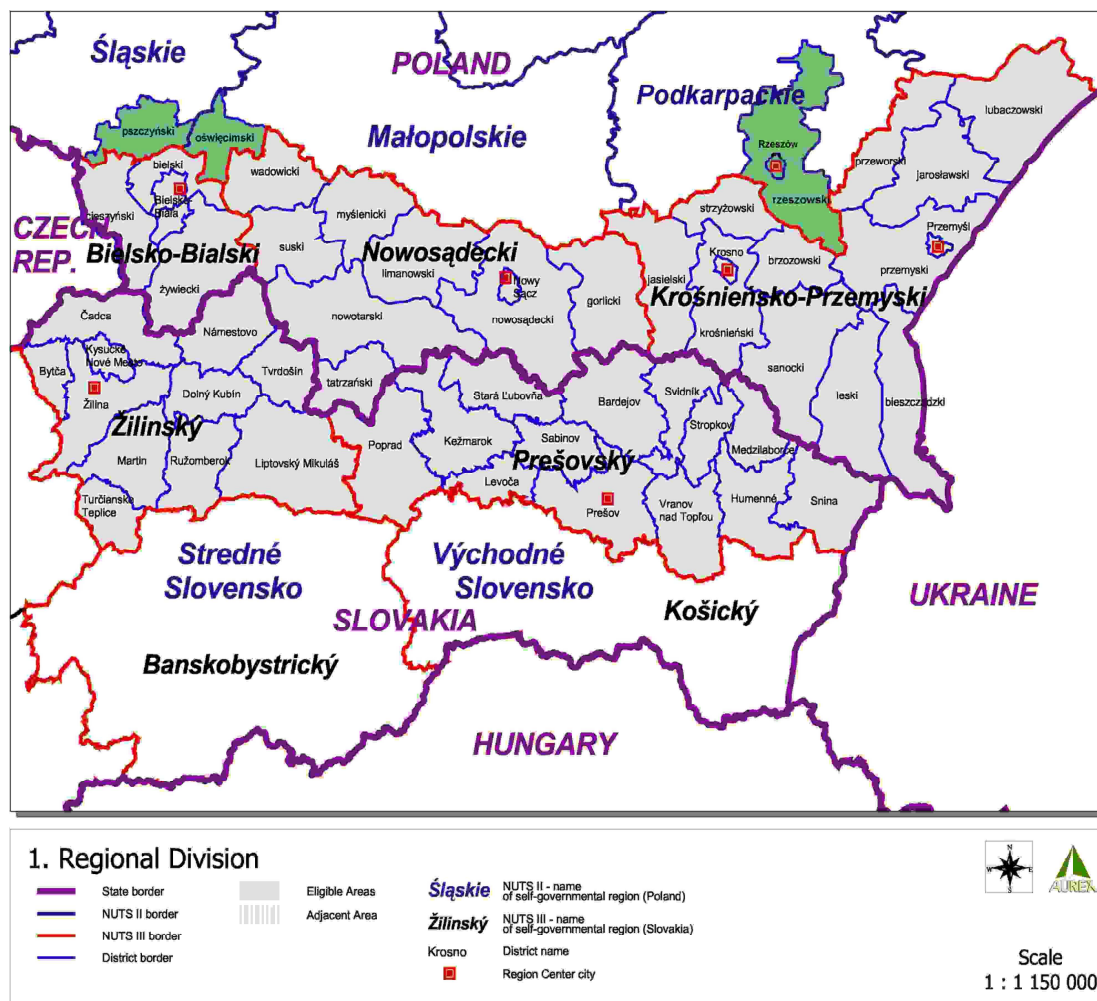 Śląskie
POLAND
Podkarpackie
Małopolskie
lubaczowski
pszczyński
oświęcimski
Rzeszów
przeworski
jarosławski
bielski
wadowicki
Bielsko-
Biała
rzeszowski
cieszyński
myślenicki
strzyżowski
Przemyśl
CZECH
REP.
Bielsko-Bialski
suski
Nowosądecki
limanowski
Krosno
brzozowski
jasielski
przemyski
żywiecki
Nowy
Sącz
gorlicki
Krośnieńsko-Przemyski
nowotarski
nowosądecki
Čadca
Námestovo
krośnieński
Kysucké
Nové Mesto
Bytča
Tvrdošín
sanocki
tatrzański
Žilina
Dolný Kubín
Stará Ľubovňa
Svidník
leski
bieszczadzki
Bardejov
Žilinský
Stropkov
Poprad
Kežmarok
Sabinov
Medzilaborce
Martin
Ružomberok
Liptovský Mikuláš
Prešovský
Levoča
Turčianske
Teplice
Prešov
Vranov
nad Topľou
Humenné
Snina
Stredné
Slovensko
Východné
Slovensko
UKRAINE
SLOVAKIA
Košický
Banskobystrický
HUNGARY
1. Regional Division
State border
NUTS II border
NUTS III border
District border
Eligible Areas
Adjacent Area
Śląskie
NUTS II - name
of self-governmental region (Poland)
Žilinský
NUTS III - name
of self-governmental region (Slovakia)
Krosno
District name
Region Center city
N
W
E
S
AUREX
Scale
1 : 1 150 000